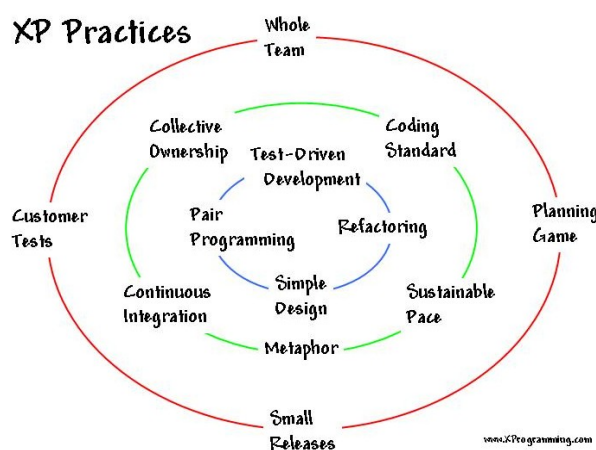 XP Practices
Whole
Team
Collective
Ownership
Coding
Standard
Test-Driven
Development
Customer
Tests
Pair
Programming
Refactoring
Planning
Game
Continuous
Integration
Simple
Design
Sustainable
Pace
Metaphor
Small
Releases
www.XProgramming.com